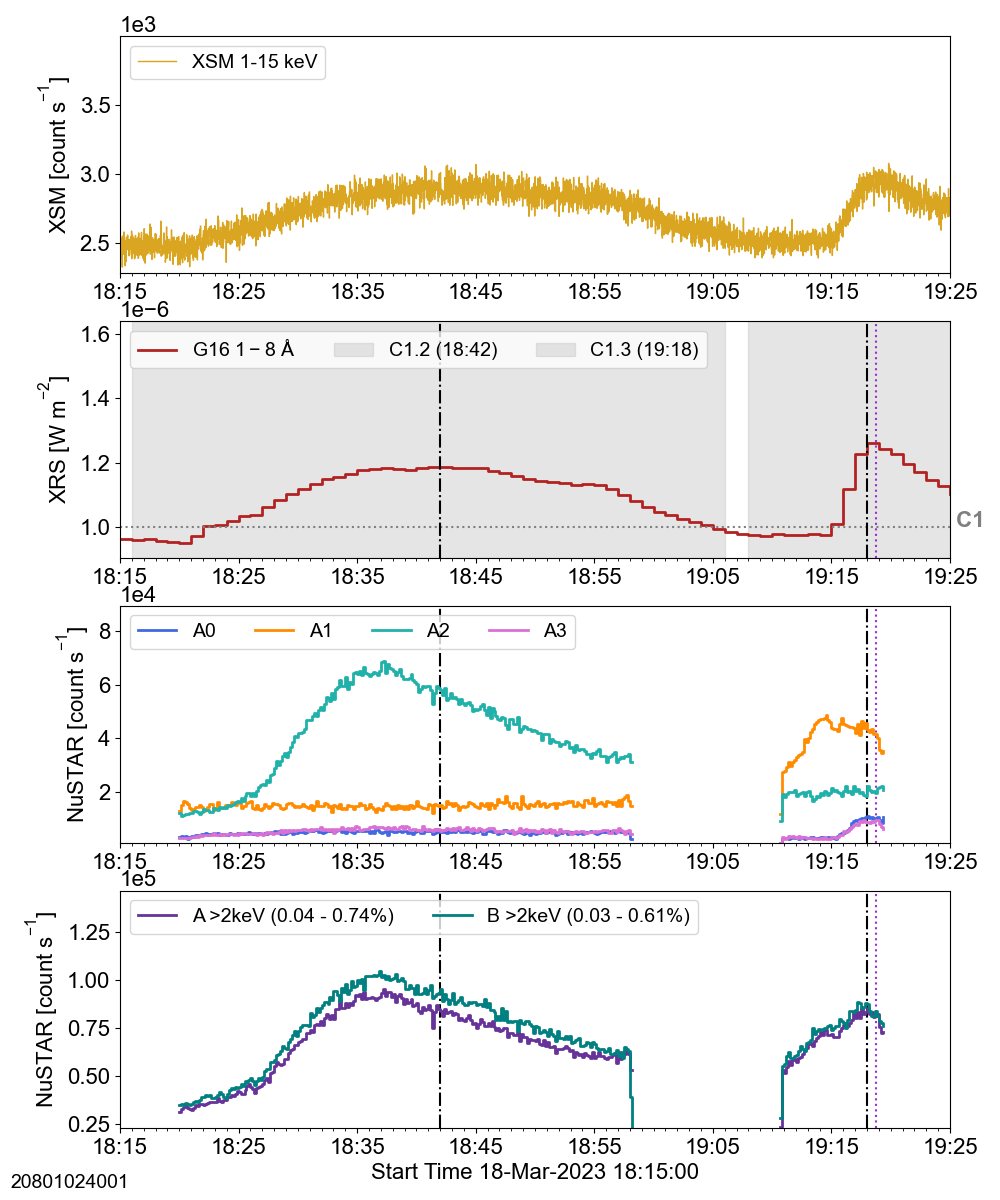 1e3
XSM 1-15 keV
XSM [count s⁻¹]
3.5
3.0
2.5
18:15 18:25 18:35 18:45 18:55 19:05 19:15 19:25
1e−6
G16 1 − 8 Å C1.2 (18:42) C1.3 (19:18)
XRS [W m⁻²]
1.6
1.4
1.2
1.0
C1
18:15 18:25 18:35 18:45 18:55 19:05 19:15 19:25
1e4
A0 A1 A2 A3
NuSTAR [count s⁻¹]
8
6
4
2
18:15 18:25 18:35 18:45 18:55 19:05 19:15 19:25
1e5
A >2keV (0.04 - 0.74%) B >2keV (0.03 - 0.61%)
NuSTAR [count s⁻¹]
1.25
1.00
0.75
0.50
0.25
18:15 18:25 18:35 18:45 18:55 19:05 19:15 19:25
Start Time 18-Mar-2023 18:15:00
20801024001